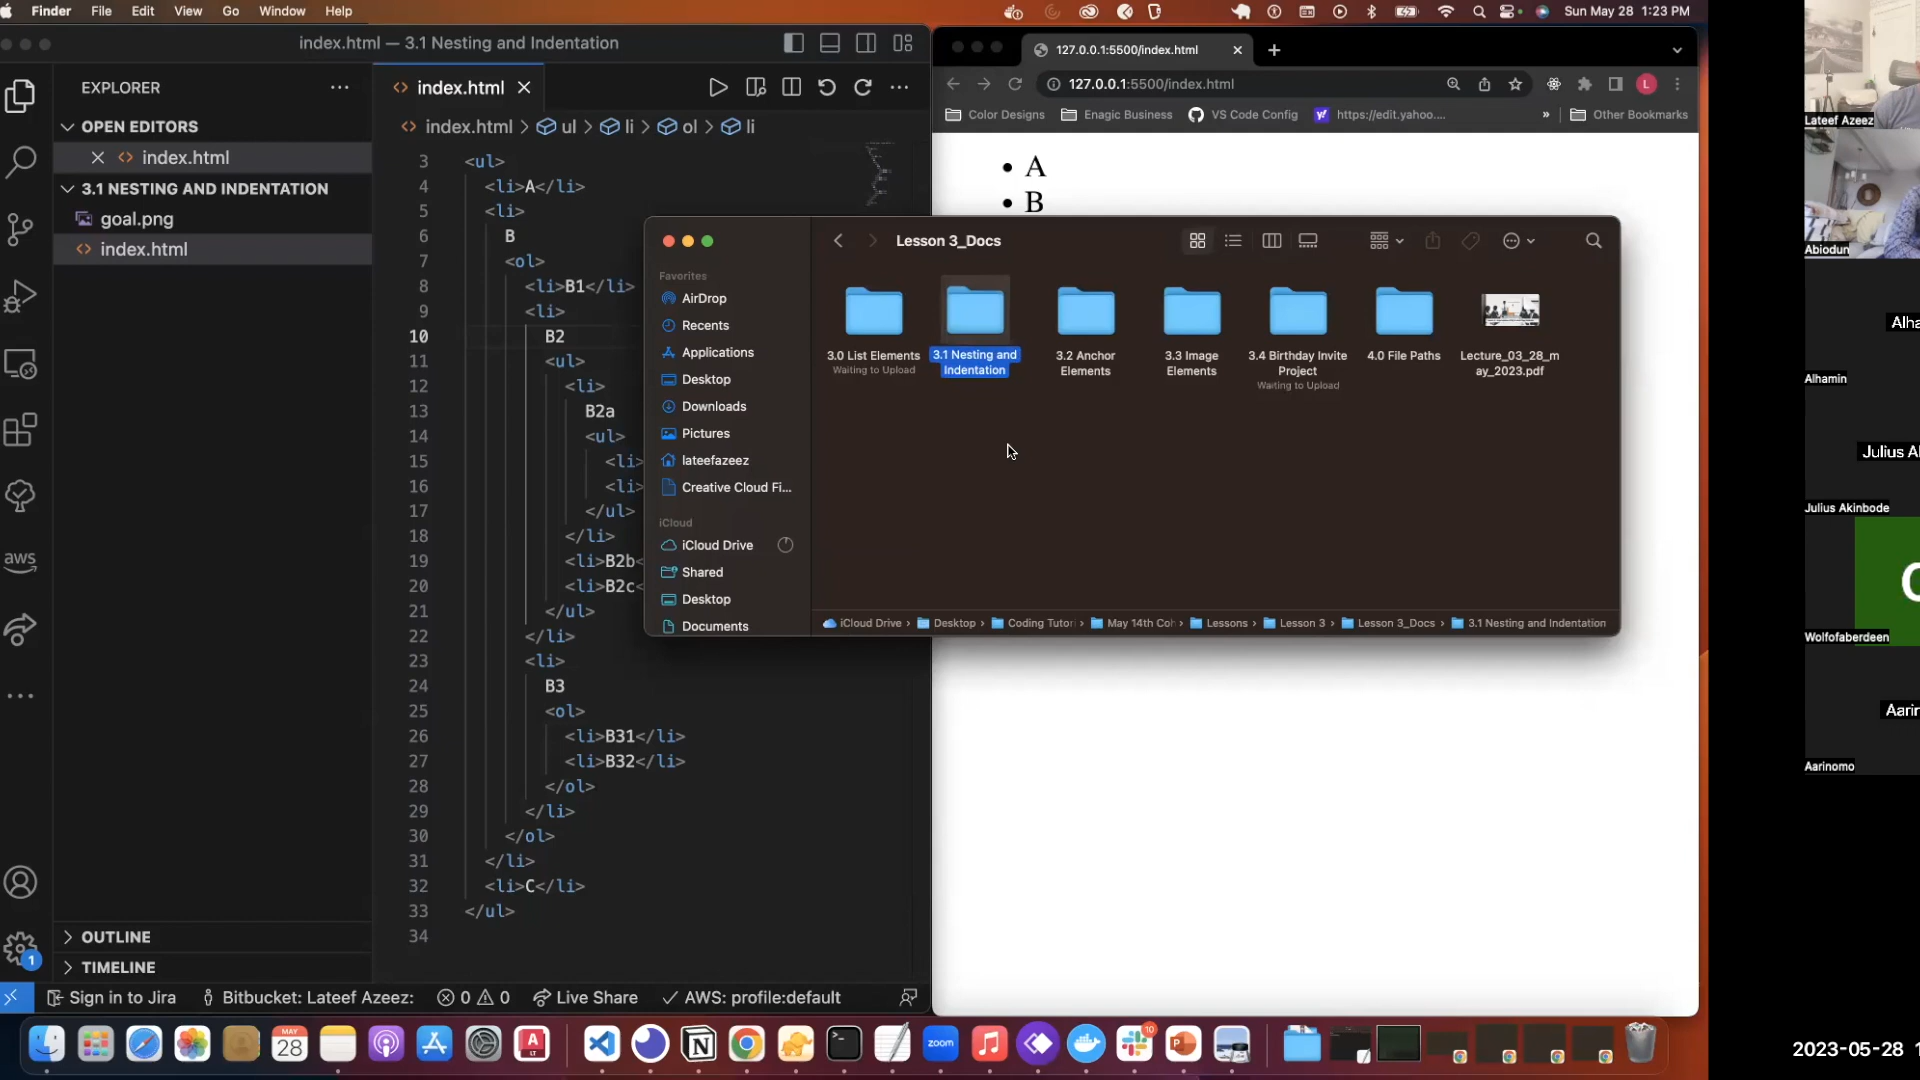 Finder File Edit View Go Window Help Sun May 28 1:23 PM
index.html — 3.1 Nesting and Indentation
EXPLORER
OPEN EDITORS
index.html
3.1 NESTING AND INDENTATION
goal.png
index.html
OUTLINE
TIMELINE
aws
1
index.html
index.html > ul > li > ol > li
3 <ul>
4 <li>A</li>
5 <li>
6 B
7 <ol>
8 <li>B1</li>
9 <li>
10 B2
11 <ul>
12 <li>
13 B2a
14 <ul>
15 <li>
16 <li>
17 </ul>
18 </li>
19 <li>B2b<
20 <li>B2c<
21 </ul>
22 </li>
23 <li>
24 B3
25 <ol>
26 <li>B31</li>
27 <li>B32</li>
28 </ol>
29 </li>
30 </ol>
31 </li>
32 <li>C</li>
33 </ul>
34
Sign in to Jira Bitbucket: Lateef Azeez: 0 0 Live Share AWS: profile:default
127.0.0.1:5500/index.html
127.0.0.1:5500/index.html L
Color Designs Enagic Business VS Code Config https://edit.yahoo.... » Other Bookmarks
• A
• B
Lesson 3_Docs
Favorites
AirDrop
Recents
Applications
Desktop
Downloads
Pictures
lateefazeez
Creative Cloud Fi...
iCloud
iCloud Drive
Shared
Desktop
Documents
3.0 List Elements
Waiting to Upload
3.1 Nesting and
Indentation
3.2 Anchor
Elements
3.3 Image
Elements
3.4 Birthday Invite
Project
Waiting to Upload
4.0 File Paths
Lecture_03_28_m
ay_2023.pdf
iCloud Drive › Desktop › Coding Tutor › May 14th Coh › Lessons › Lesson 3 › Lesson 3_Docs › 3.1 Nesting and Indentation
MAY
28
zoom
10
Lateef Azeez
Abiodun
Alha
Alhamin
Julius Al
Julius Akinbode
Wolfofaberdeen
Aarin
Aarinomo
2023-05-28 1